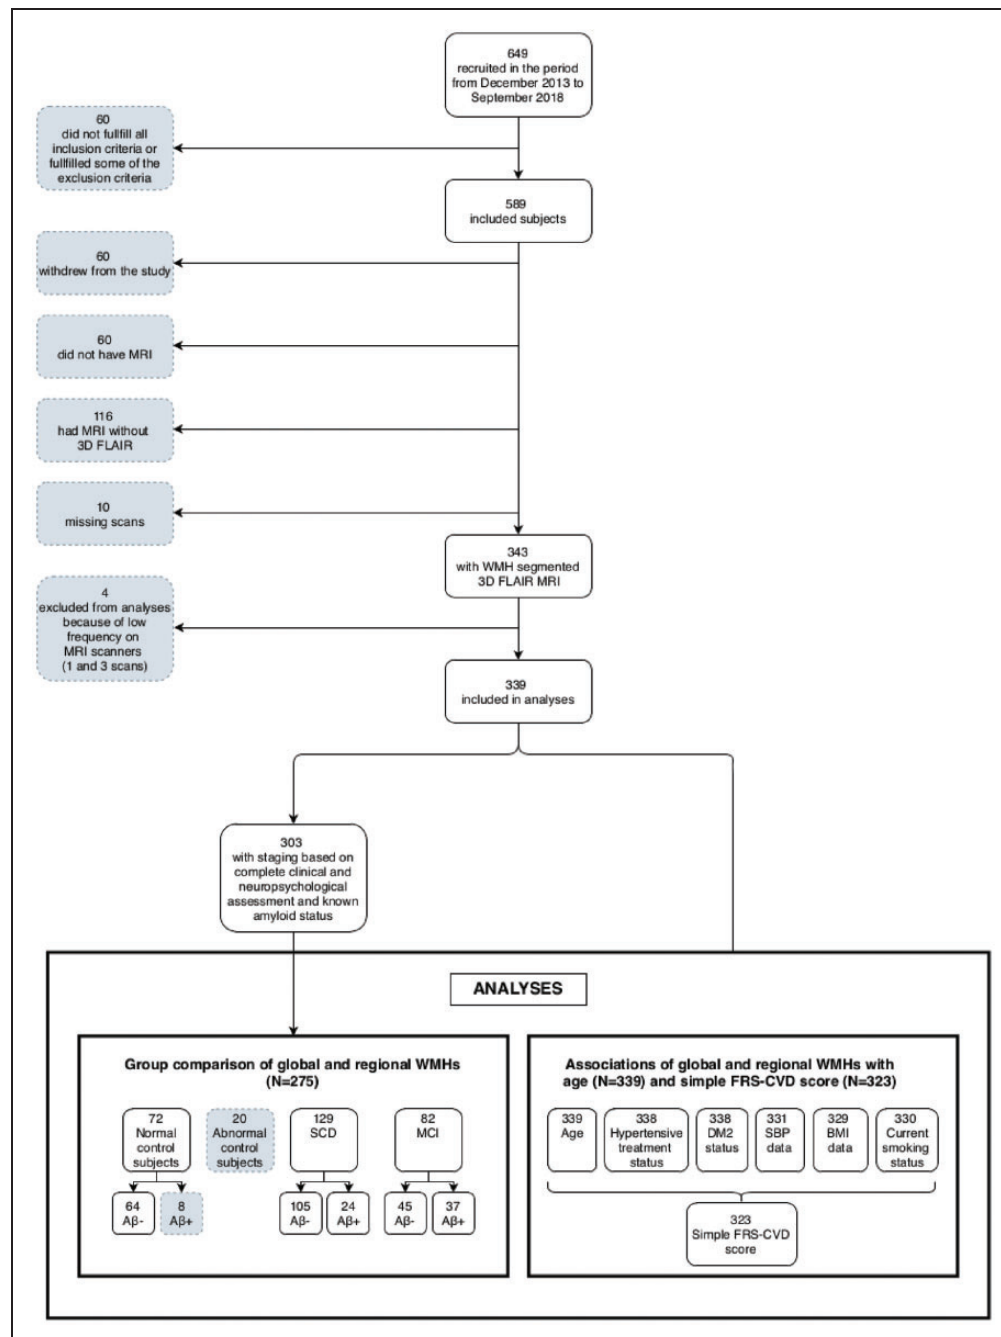 649
recruited in the period
from December 2013 to
September 2018
60
did not fullfill all
inclusion criteria or
fullfilled some of the
exclusion criteria
589
included subjects
60
withdrew from the study
60
did not have MRI
116
had MRI without
3D FLAIR
10
missing scans
343
with WMH segmented
3D FLAIR MRI
4
excluded from analyses
because of low
frequency on
MRI scanners
(1 and 3 scans)
339
included in analyses
303
with staging based on
complete clinical and
neuropsychological
assessment and known
amyloid status
ANALYSES
Group comparison of global and regional WMHs
(N=275)
72
Normal
control
subjects
20
Abnormal
control
subjects
129
SCD
82
MCI
64
Aβ-
8
Aβ+
105
Aβ-
24
Aβ+
45
Aβ-
37
Aβ+
Associations of global and regional WMHs with
age (N=339) and simple FRS-CVD score (N=323)
339
Age
338
Hypertensive
treatment
status
338
DM2
status
331
SBP
data
329
BMI
data
330
Current
smoking
status
323
Simple FRS-CVD
score